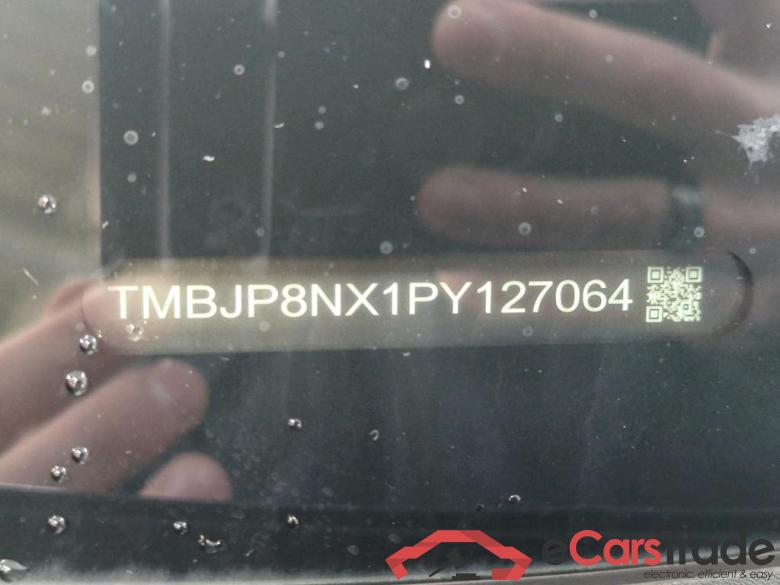 TMBJP8NX1PY127064
eCarstrade
electronic, efficient & easy